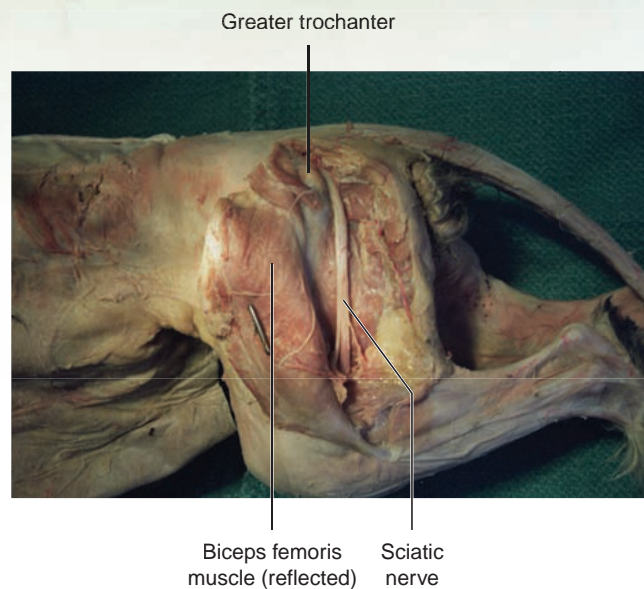 Greater trochanter
Biceps femoris
muscle (reflected)
Sciatic
nerve